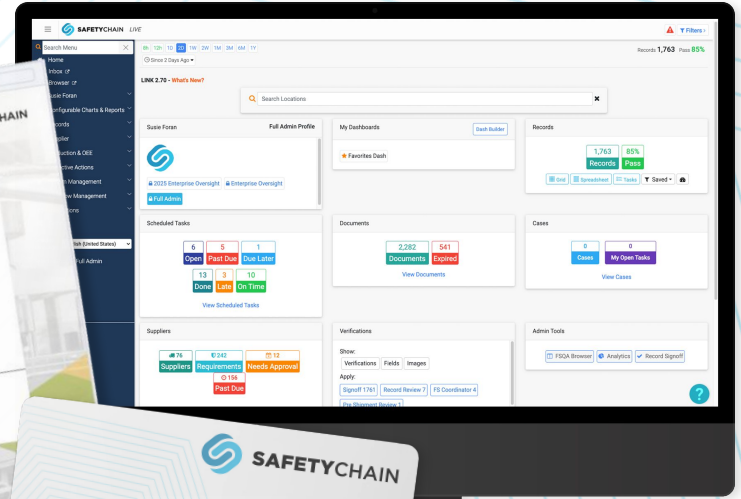 SAFETYCHAIN LIVE
Filters
Search Menu
8h 12h 1D 2D 1W 2W 1M 3M 6M 1Y
Records 1,763 Pass 85%
Home
Since 2 Days Ago
Inbox
Browser
LINK 2.70 - What's New?
Susie Foran
Search Locations
Configurable Charts & Reports
HAIN
Susie Foran Full Admin Profile
2025 Enterprise Oversight Enterprise Oversight
Full Admin
My Dashboards Dash Builder
Favorites Dash
Records
1,763 85%
Records Pass
Grid Spreadsheet Tasks Saved
Management
Management
(United States)
Full Admin
Scheduled Tasks
6 5 1
Open Past Due Due Later
13 3 10
Done Late On Time
View Scheduled Tasks
Documents
2,282 541
Documents Expired
View Documents
Cases
0 0
Cases My Open Tasks
View Cases
Suppliers
76 242 12
Suppliers Requirements Needs Approval
156
Past Due
Verifications
Show:
Verifications Fields Images
Apply:
Signoff 1761 Record Review 7 FS Coordinator 4
Pre Shipment Review 1
Admin Tools
FSQA Browser Analytics Record Signoff
?
SAFETYCHAIN